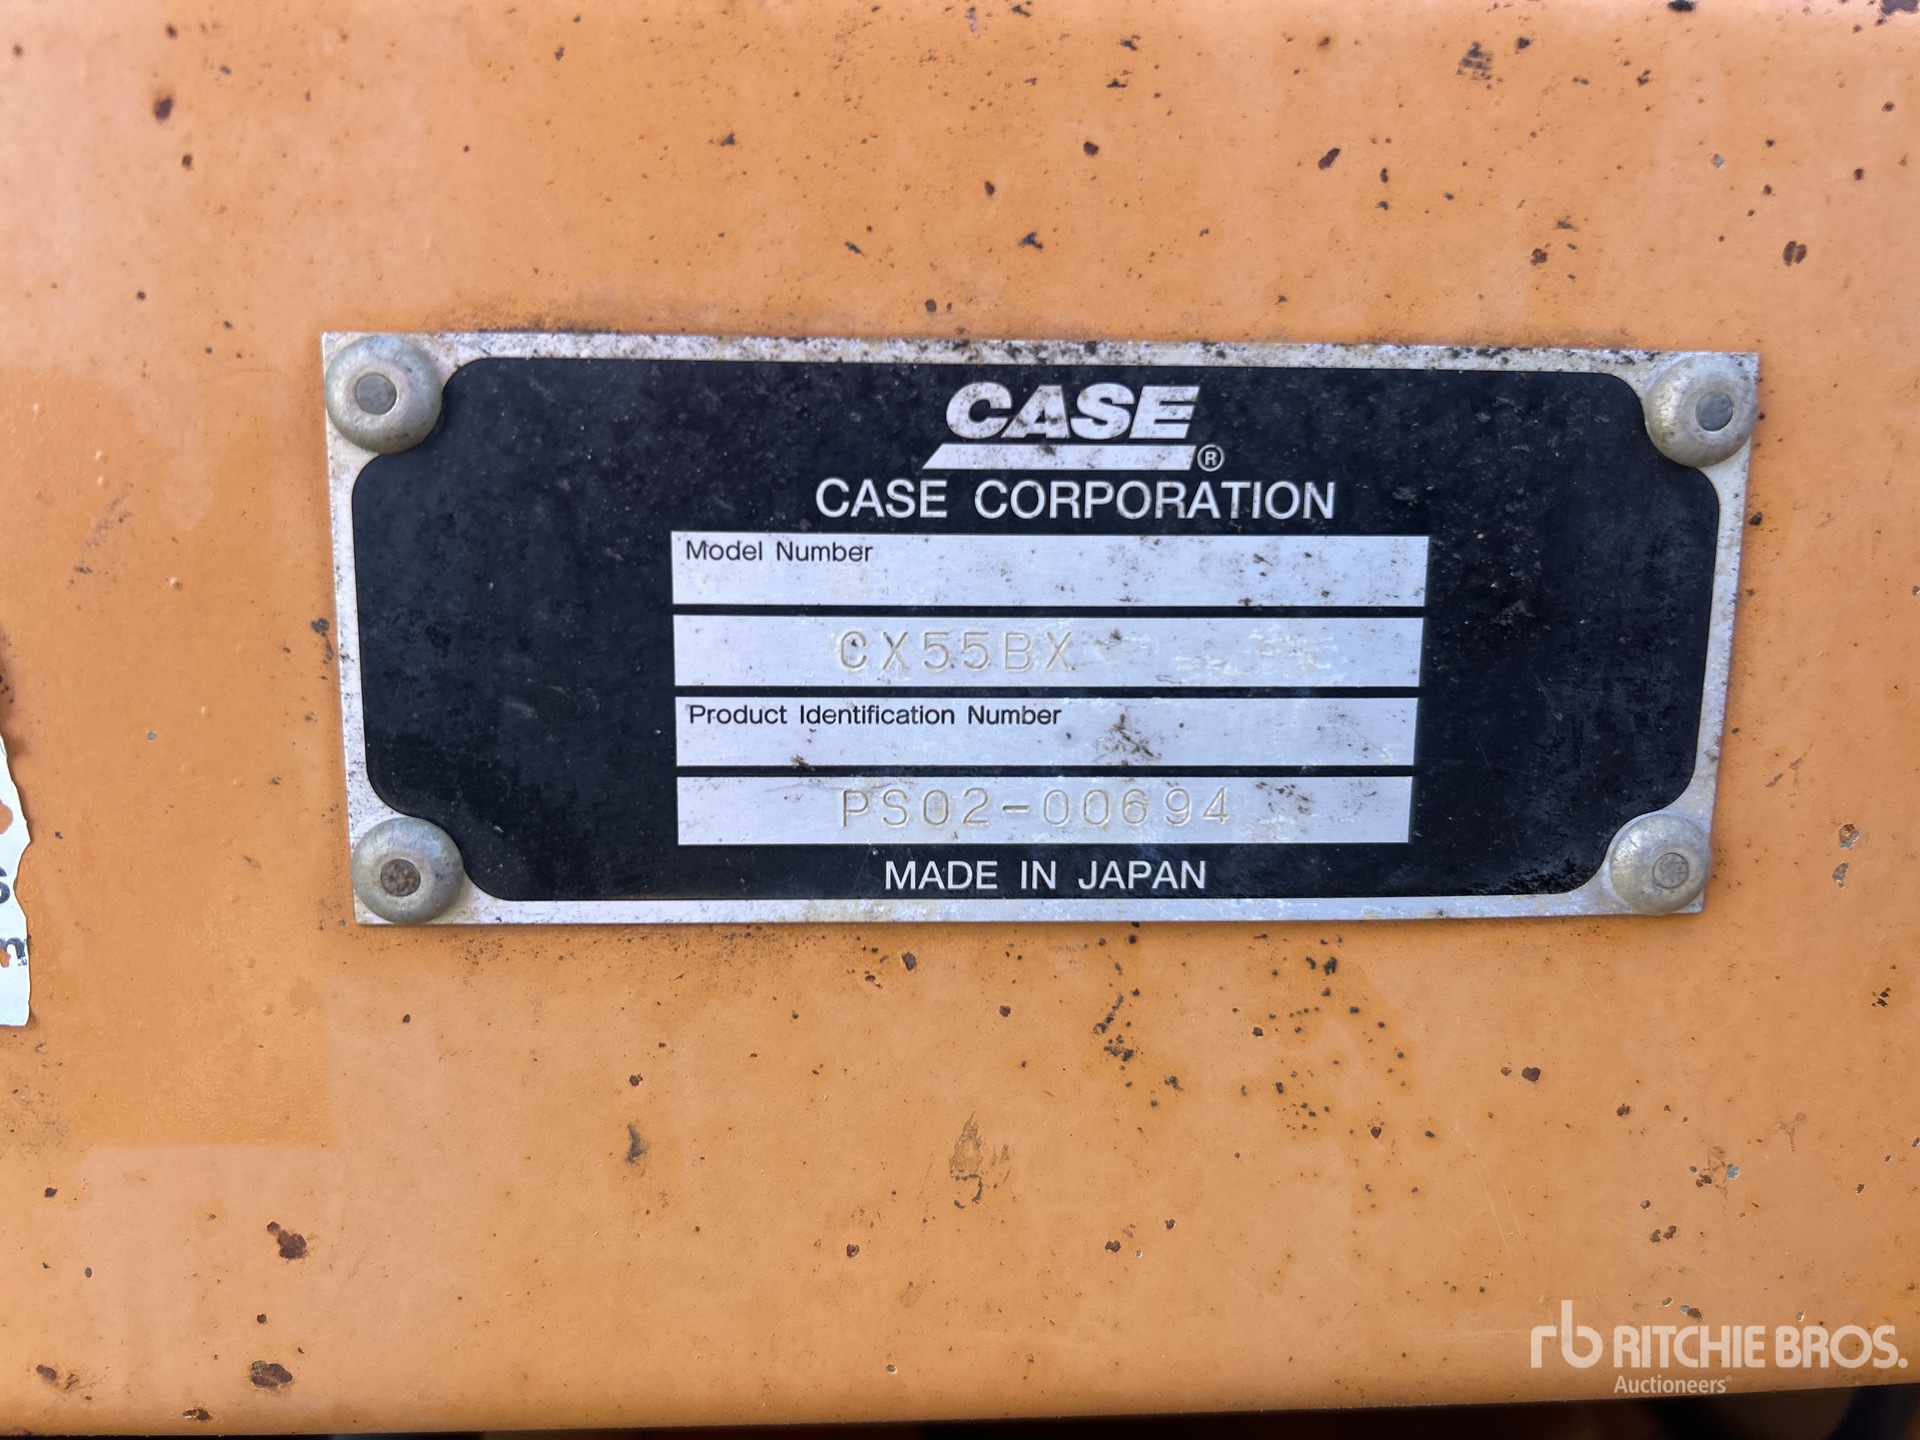 CASE ®
CASE CORPORATION
Model Number
CX55BX
Product Identification Number
PS02-00694
MADE IN JAPAN
rb RITCHIE BROS.
Auctioneers